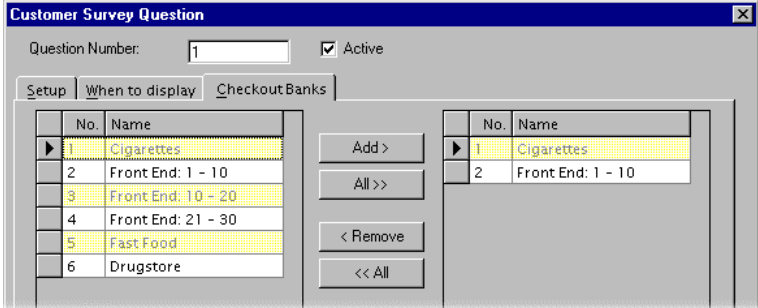 Customer Survey Question
Question Number: 1 Active
Setup When to display Checkout Banks
No. Name
1 Cigarettes
2 Front End: 1 - 10
3 Front End: 10 - 20
4 Front End: 21 - 30
5 Fast Food
6 Drugstore
Add >
All >>
< Remove
<< All
No. Name
1 Cigarettes
2 Front End: 1 - 10